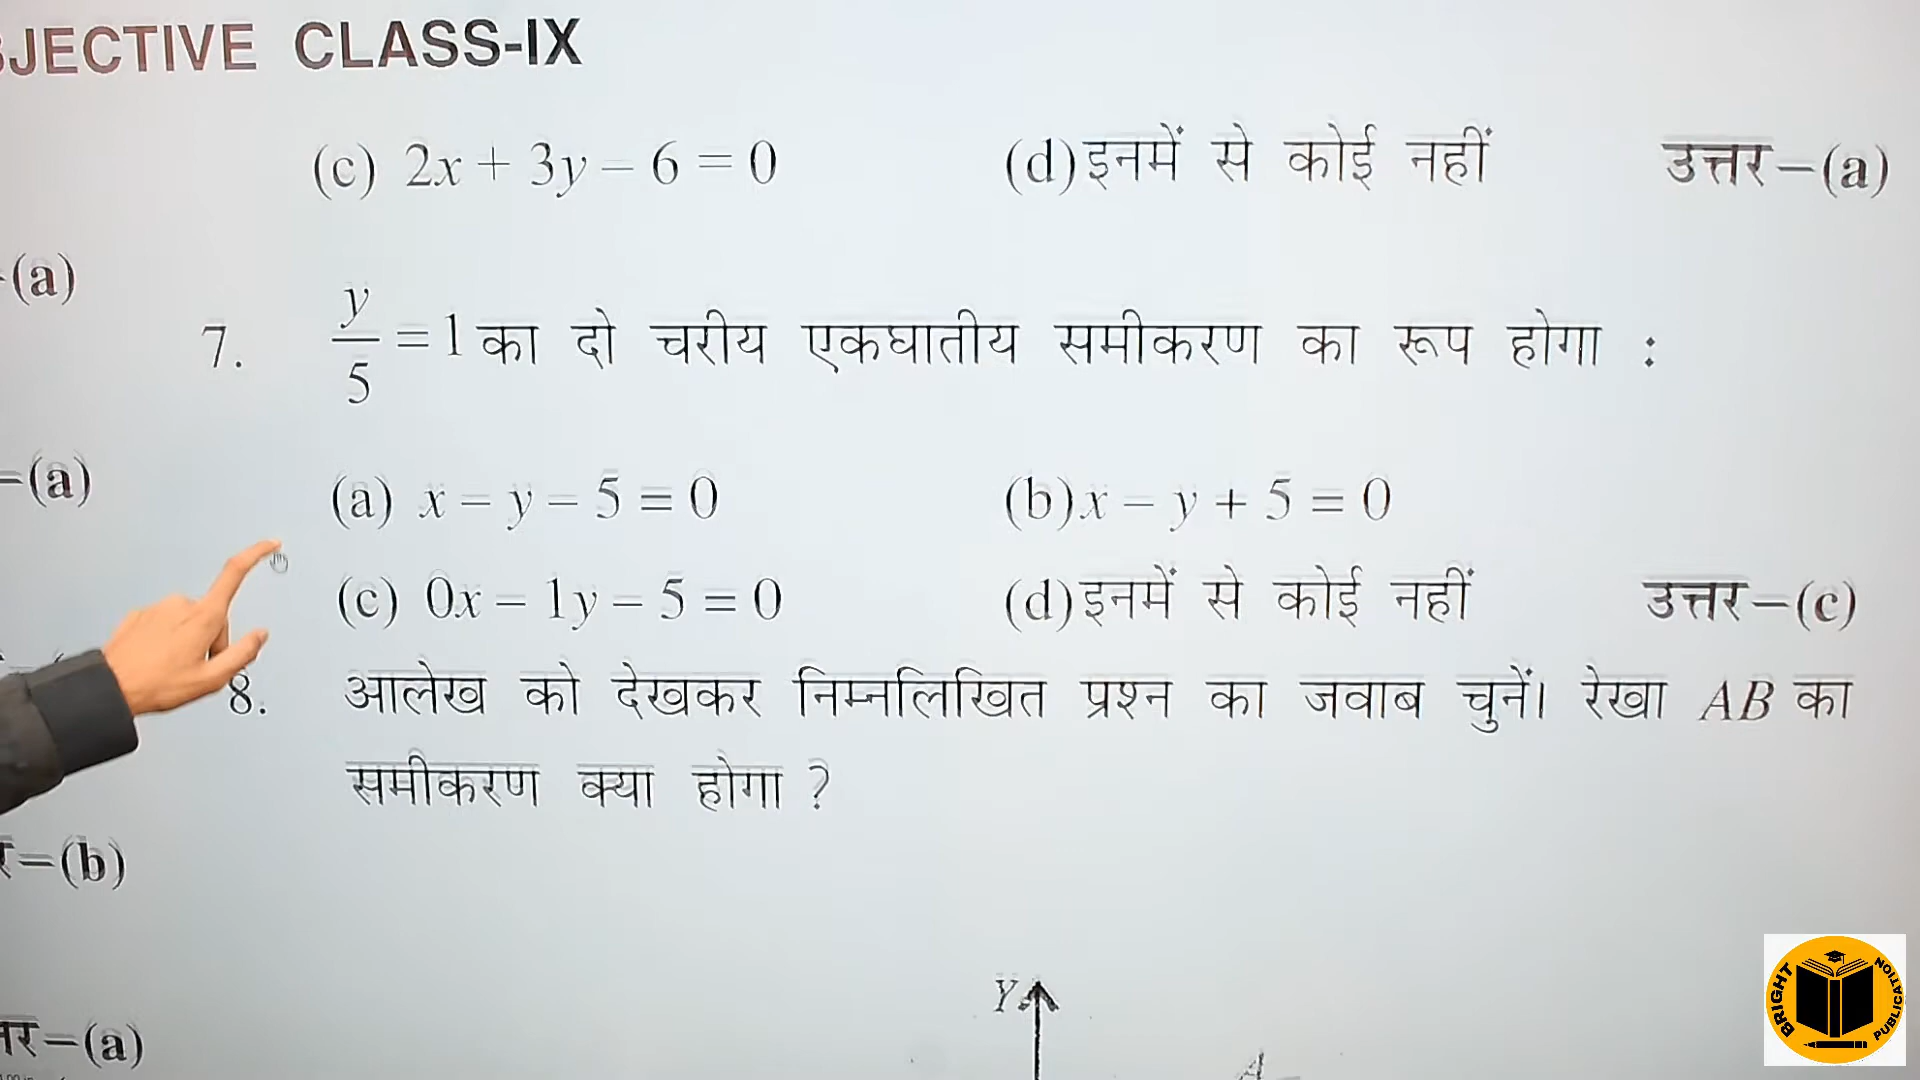 BJECTIVE CLASS-IX
(c) 2x + 3y – 6 = 0 (d) इनमें से कोई नहीं उत्तर–(a)
-(a)
7. y/5 = 1 का दो चरीय एकघातीय समीकरण का रूप होगा :
–(a)
(a) x – y – 5 = 0 (b) x – y + 5 = 0
(c) 0x – 1y – 5 = 0 (d) इनमें से कोई नहीं उत्तर–(c)
8. आलेख को देखकर निम्नलिखित प्रश्न का जवाब चुनें। रेखा AB का
समीकरण क्या होगा ?
र–(b)
Y
त्तर–(a)
A
BRIGHT PUBLICATION